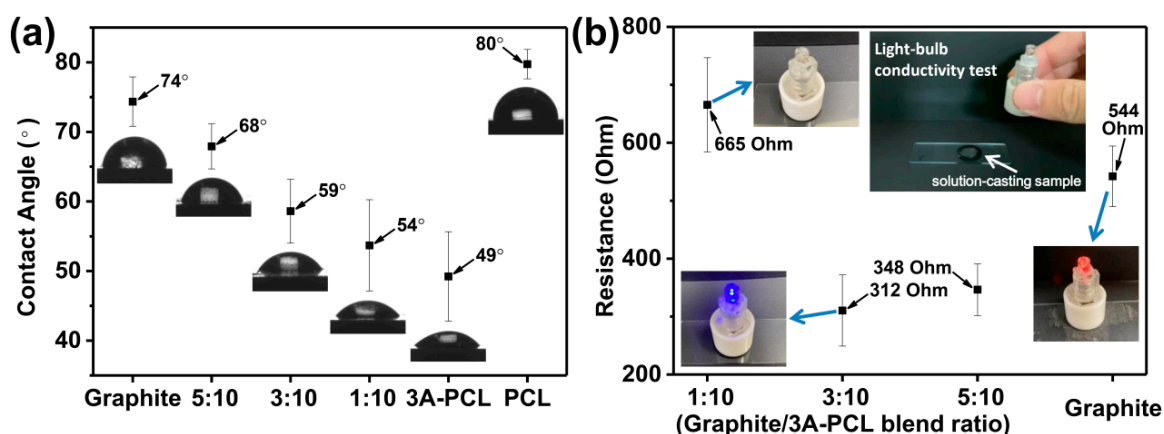 (a)
Contact Angle (°)
80
70
60
50
40
74°
68°
59°
54°
49°
80°
Graphite 5:10 3:10 1:10 3A-PCL PCL
(b)
Resistance (Ohm)
800
600
400
200
Light-bulb
conductivity test
solution-casting sample
665 Ohm
544
Ohm
348 Ohm
312 Ohm
1:10 3:10 5:10 Graphite
(Graphite/3A-PCL blend ratio)